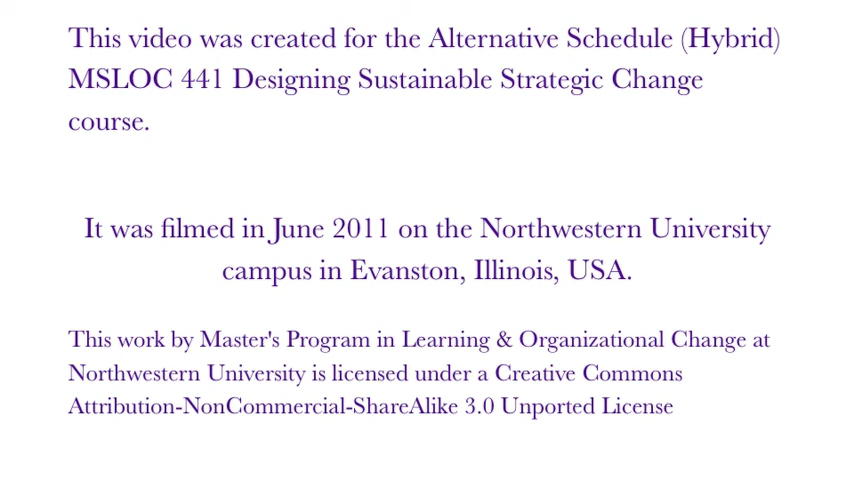 This video was created for the Alternative Schedule (Hybrid)
MSLOC 441 Designing Sustainable Strategic Change
course.
It was filmed in June 2011 on the Northwestern University
campus in Evanston, Illinois, USA.
This work by Master's Program in Learning & Organizational Change at
Northwestern University is licensed under a Creative Commons
Attribution-NonCommercial-ShareAlike 3.0 Unported License